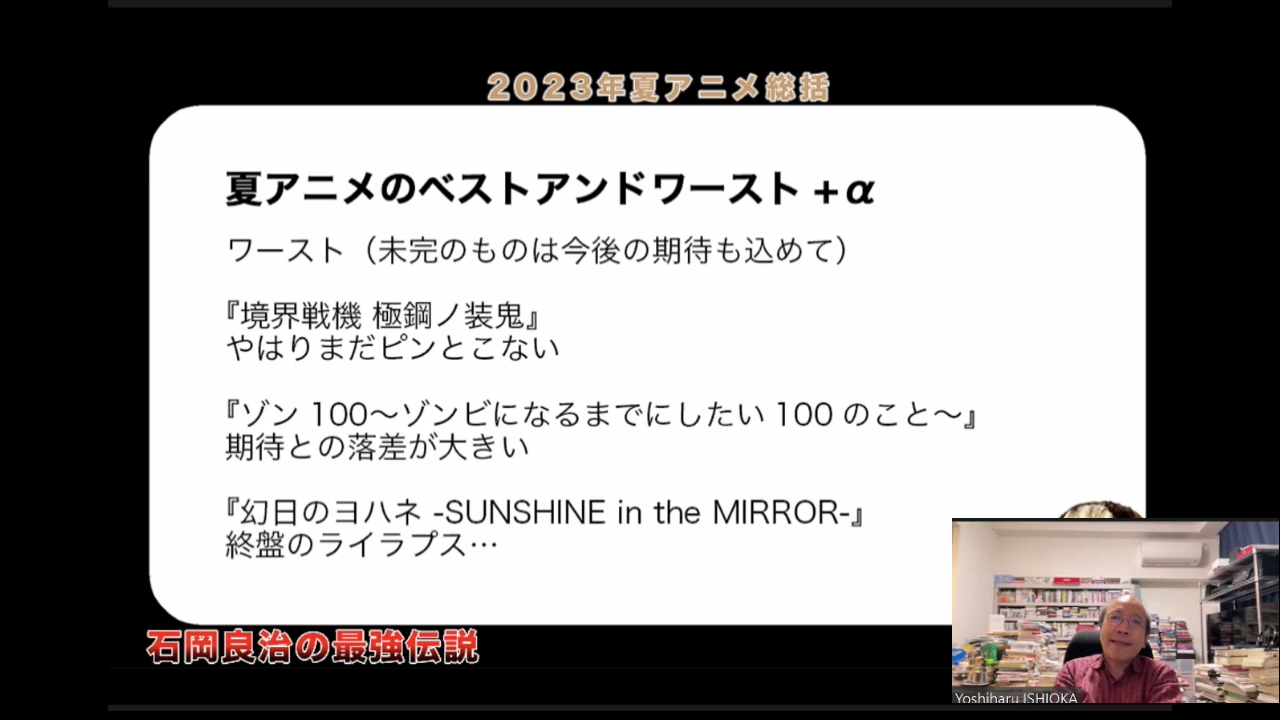 2023年夏アニメ総括
夏アニメのベストアンドワースト +α
ワースト（未完のものは今後の期待も込めて）
『境界戦機 極鋼ノ装鬼』
やはりまだピンとこない
『ゾン 100〜ゾンビになるまでにしたい 100 のこと〜』
期待との落差が大きい
『幻日のヨハネ -SUNSHINE in the MIRROR-』
終盤のライラプス…
石岡良治の最強伝説
Yoshiharu ISHIOKA